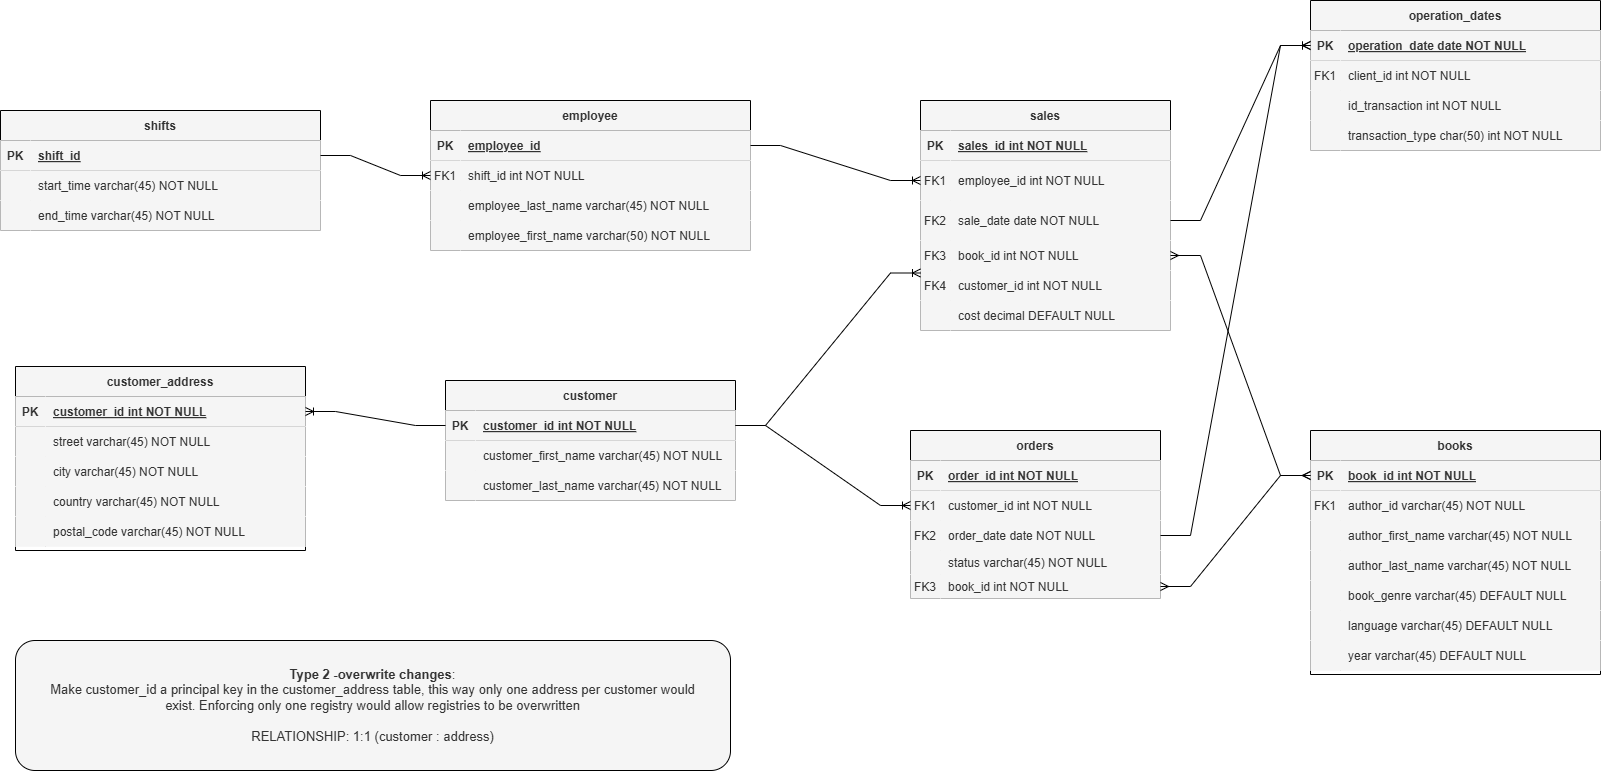 operation_dates
PK operation_date date NOT NULL
FK1 client_id int NOT NULL
id_transaction int NOT NULL
transaction_type char(50) int NOT NULL
shifts
PK shift_id
start_time varchar(45) NOT NULL
end_time varchar(45) NOT NULL
employee
PK employee_id
FK1 shift_id int NOT NULL
employee_last_name varchar(45) NOT NULL
employee_first_name varchar(50) NOT NULL
sales
PK sales_id int NOT NULL
FK1 employee_id int NOT NULL
FK2 sale_date date NOT NULL
FK3 book_id int NOT NULL
FK4 customer_id int NOT NULL
cost decimal DEFAULT NULL
customer_address
PK customer_id int NOT NULL
street varchar(45) NOT NULL
city varchar(45) NOT NULL
country varchar(45) NOT NULL
postal_code varchar(45) NOT NULL
customer
PK customer_id int NOT NULL
customer_first_name varchar(45) NOT NULL
customer_last_name varchar(45) NOT NULL
orders
PK order_id int NOT NULL
FK1 customer_id int NOT NULL
FK2 order_date date NOT NULL
status varchar(45) NOT NULL
FK3 book_id int NOT NULL
books
PK book_id int NOT NULL
FK1 author_id varchar(45) NOT NULL
author_first_name varchar(45) NOT NULL
author_last_name varchar(45) NOT NULL
book_genre varchar(45) DEFAULT NULL
language varchar(45) DEFAULT NULL
year varchar(45) DEFAULT NULL
Type 2 -overwrite changes:
Make customer_id a principal key in the customer_address table, this way only one address per customer would
exist. Enforcing only one registry would allow registries to be overwritten
RELATIONSHIP: 1:1 (customer : address)